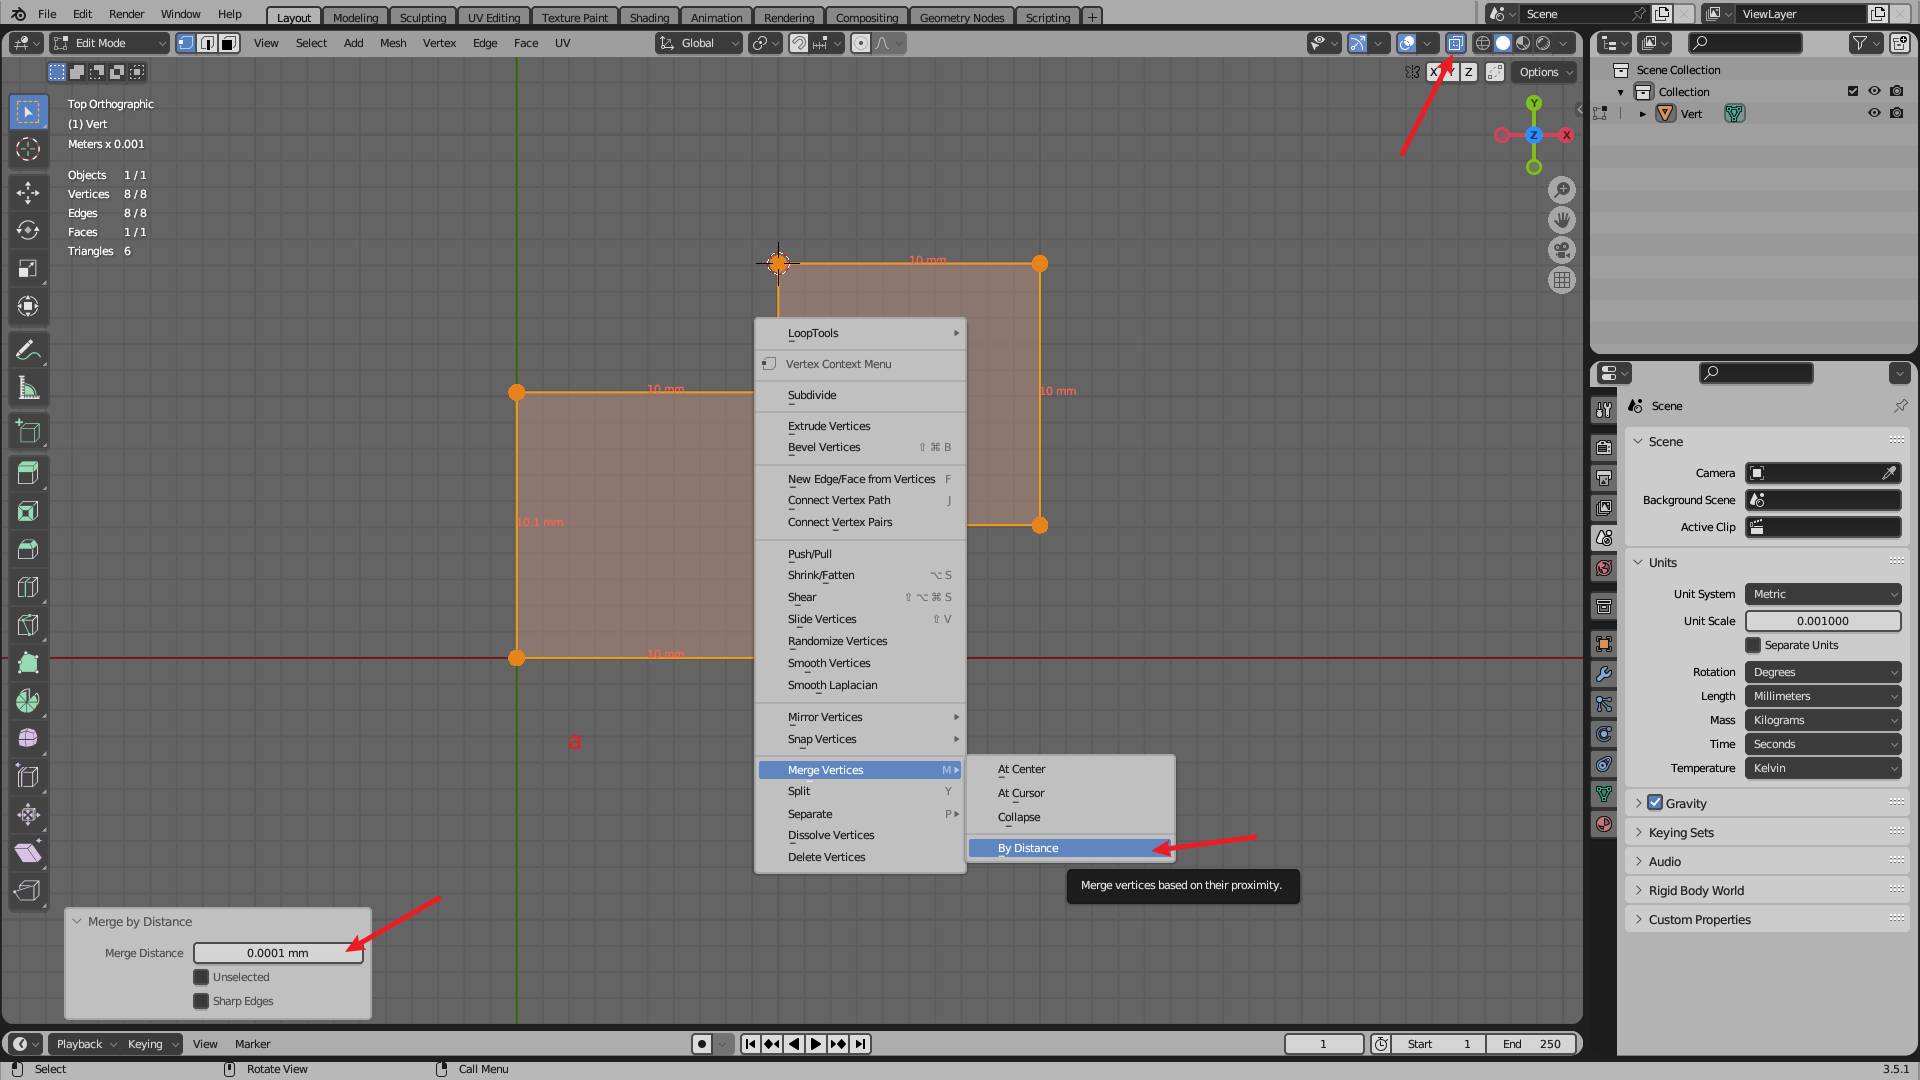 File Edit Render Window Help Layout Modeling Sculpting UV Editing Texture Paint Shading Animation Rendering Compositing Geometry Nodes Scripting + Scene ViewLayer
Edit Mode View Select Add Mesh Vertex Edge Face UV Global
X Y Z Options
Top Orthographic
(1) Vert
Meters x 0.001
Objects 1/1
Vertices 8/8
Edges 8/8
Faces 1/1
Triangles 6
Y
Z X
10 mm
10 mm
10 mm
10.1 mm
10 mm
a
LoopTools
Vertex Context Menu
Subdivide
Extrude Vertices
Bevel Vertices ⇧ ⌘ B
New Edge/Face from Vertices F
Connect Vertex Path J
Connect Vertex Pairs
Push/Pull
Shrink/Fatten ⌥ S
Shear ⇧ ⌥ ⌘ S
Slide Vertices ⇧ V
Randomize Vertices
Smooth Vertices
Smooth Laplacian
Mirror Vertices
Snap Vertices
Merge Vertices M
Split Y
Separate P
Dissolve Vertices
Delete Vertices
At Center
At Cursor
Collapse
By Distance
Merge vertices based on their proximity.
Merge by Distance
Merge Distance 0.0001 mm
Unselected
Sharp Edges
Scene Collection
Collection
Vert
Scene
Scene
Camera
Background Scene
Active Clip
Units
Unit System Metric
Unit Scale 0.001000
Separate Units
Rotation Degrees
Length Millimeters
Mass Kilograms
Time Seconds
Temperature Kelvin
Gravity
Keying Sets
Audio
Rigid Body World
Custom Properties
Playback Keying View Marker 1 Start 1 End 250
Select Rotate View Call Menu 3.5.1